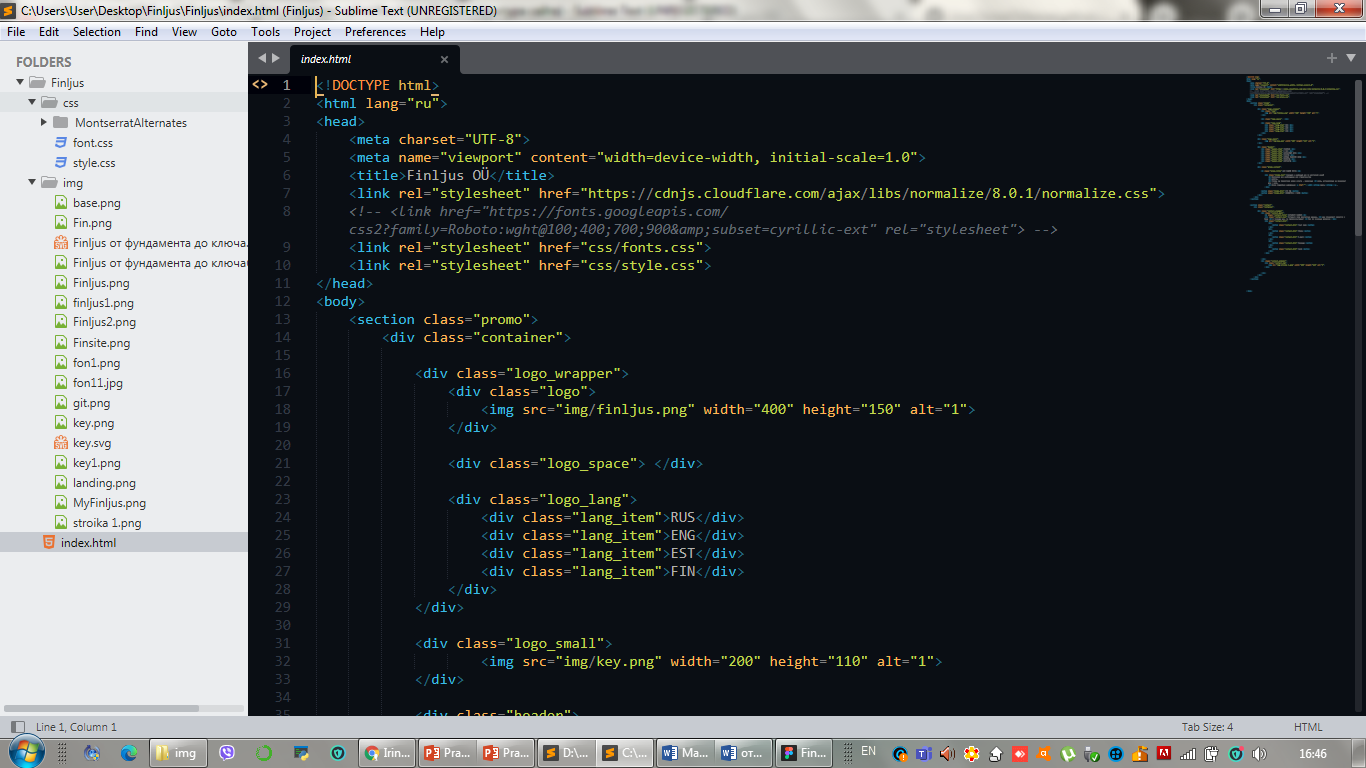 C:\Users\User\Desktop\Finljus\Finljus\index.html (Finljus) - Sublime Text (UNREGISTERED)
File Edit Selection Find View Goto Tools Project Preferences Help
FOLDERS
Finljus
css
MontserratAlternates
font.css
style.css
img
base.png
Fin.png
Finljus от фундамента до ключа
Finljus от фундамента до ключа
Finljus.png
finljus1.png
Finljus2.png
Finsite.png
fon1.png
fon11.jpg
git.png
key.png
key.svg
key1.png
landing.png
MyFinljus.png
stroika 1.png
index.html
index.html
1 <!DOCTYPE html>
2 <html lang="ru">
3 <head>
4 <meta charset="UTF-8">
5 <meta name="viewport" content="width=device-width, initial-scale=1.0">
6 <title>Finljus OÜ</title>
7 <link rel="stylesheet" href="https://cdnjs.cloudflare.com/ajax/libs/normalize/8.0.1/normalize.css">
8 <!-- <link href="https://fonts.googleapis.com/
css2?family=Roboto:wght@100;400;700;900&amp;subset=cyrillic-ext" rel="stylesheet"> -->
9 <link rel="stylesheet" href="css/fonts.css">
10 <link rel="stylesheet" href="css/style.css">
11 </head>
12 <body>
13 <section class="promo">
14 <div class="container">
15
16 <div class="logo_wrapper">
17 <div class="logo">
18 <img src="img/finljus.png" width="400" height="150" alt="1">
19 </div>
20
21 <div class="logo_space"> </div>
22
23 <div class="logo_lang">
24 <div class="lang_item">RUS</div>
25 <div class="lang_item">ENG</div>
26 <div class="lang_item">EST</div>
27 <div class="lang_item">FIN</div>
28 </div>
29 </div>
30
31 <div class="logo_small">
32 <img src="img/key.png" width="200" height="110" alt="1">
33 </div>
34
35 <div class="header">
Line 1, Column 1 Tab Size: 4 HTML
img Irin... Pra... Pra... D:\... C:\... Ma... от... Fin... EN 16:46